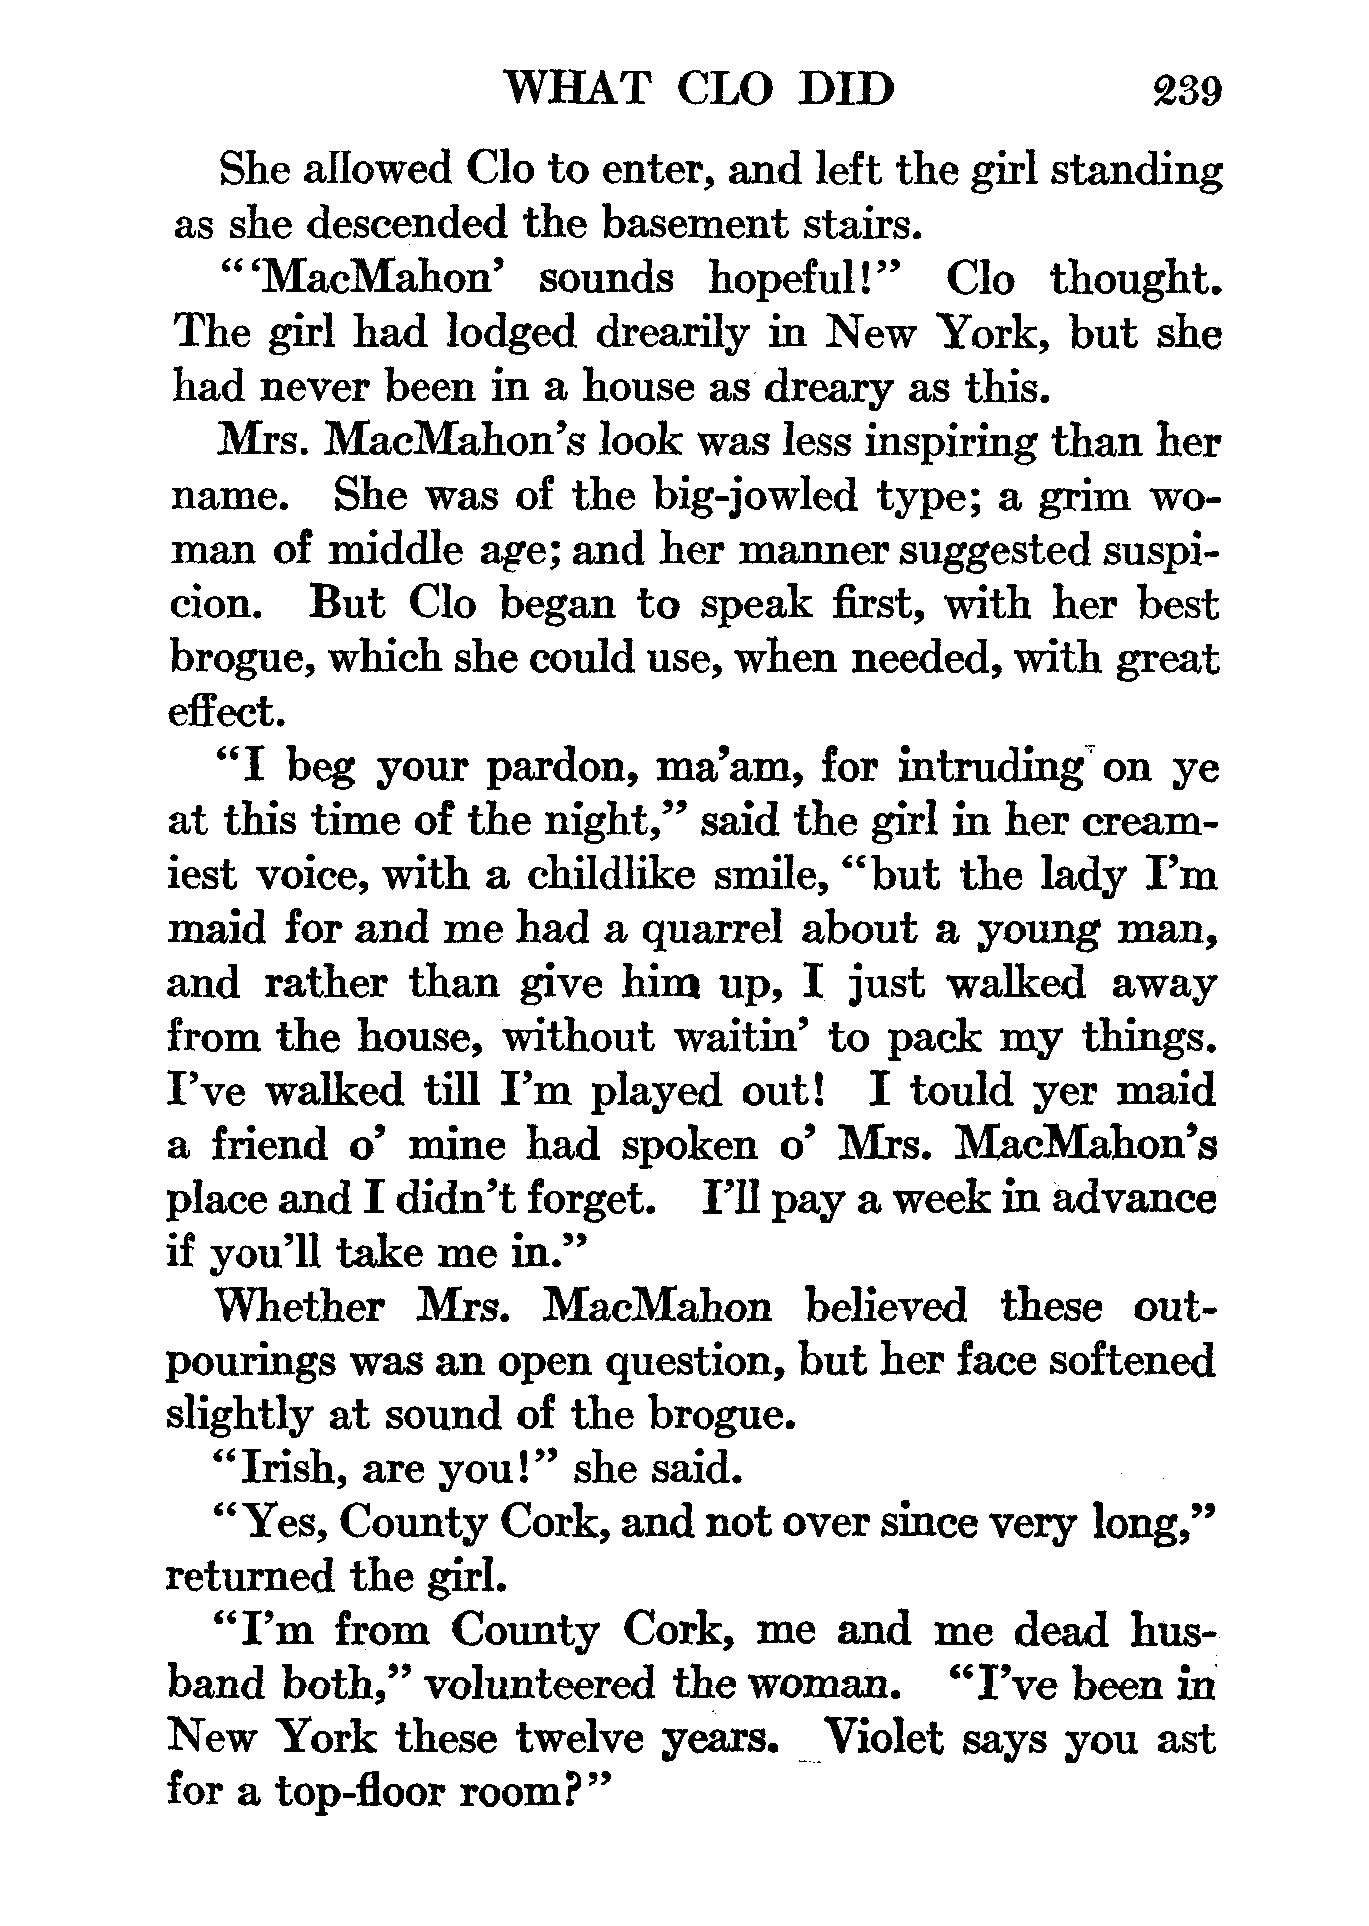 WHAT CLO DID 239
She allowed Clo to enter, and left the girl standing
as she descended the basement stairs.
“‘MacMahon’ sounds hopeful!” Clo thought.
The girl had lodged drearily in New York, but she
had never been in a house as dreary as this.
Mrs. MacMahon’s look was less inspiring than her
name. She was of the big-jowled type; a grim wo-
man of middle age; and her manner suggested suspi-
cion. But Clo began to speak first, with her best
brogue, which she could use, when needed, with great
effect.
“I beg your pardon, ma’am, for intruding on ye
at this time of the night,” said the girl in her cream-
iest voice, with a childlike smile, “but the lady I’m
maid for and me had a quarrel about a young man,
and rather than give him up, I just walked away
from the house, without waitin’ to pack my things.
I’ve walked till I’m played out! I tould yer maid
a friend o’ mine had spoken o’ Mrs. MacMahon’s
place and I didn’t forget. I’ll pay a week in advance
if you’ll take me in.”
Whether Mrs. MacMahon believed these out-
pourings was an open question, but her face softened
slightly at sound of the brogue.
“Irish, are you!” she said.
“Yes, County Cork, and not over since very long,”
returned the girl.
“I’m from County Cork, me and me dead hus-
band both,” volunteered the woman. “I’ve been in
New York these twelve years. Violet says you ast
for a top-floor room?”